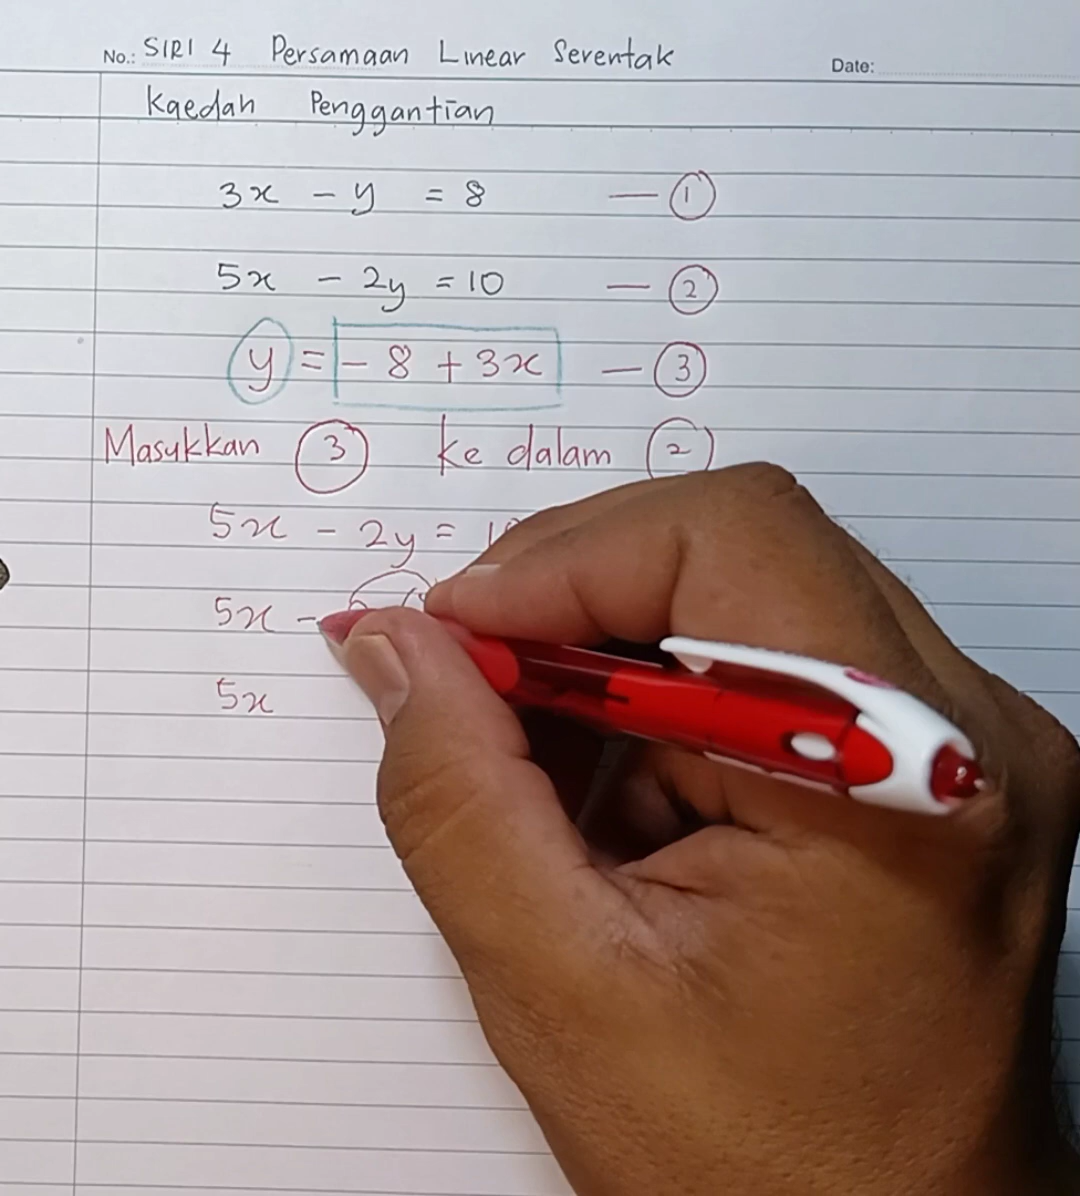 No.: SIRI 4 Persamaan Linear Serentak Date:
Kaedah Penggantian
3x - y = 8 — ①
5x - 2y = 10 — ②
y = - 8 + 3x — ③
Masukkan ③ ke dalam ②
5x - 2y = 10
5x -
5x